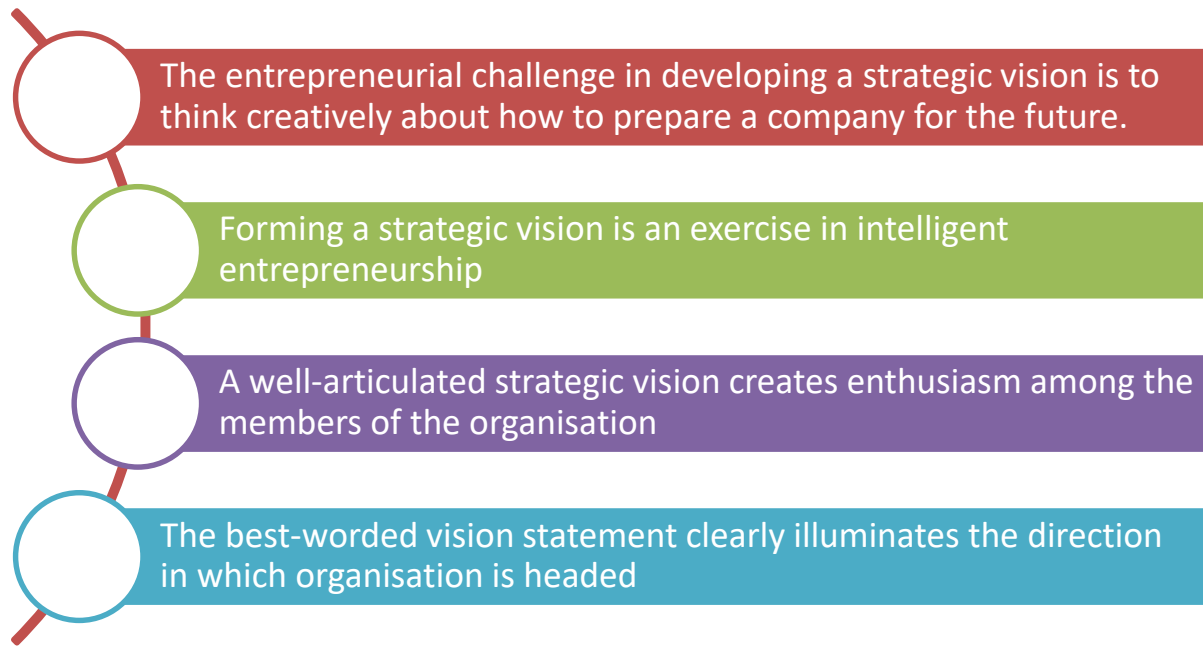 The entrepreneurial challenge in developing a strategic vision is to
think creatively about how to prepare a company for the future.
Forming a strategic vision is an exercise in intelligent
entrepreneurship
A well-articulated strategic vision creates enthusiasm among the
members of the organisation
The best-worded vision statement clearly illuminates the direction
in which organisation is headed